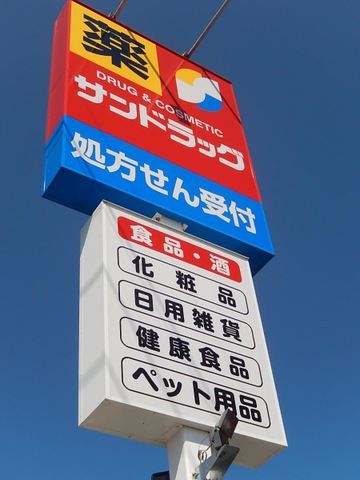 薬
DRUG & COSMETIC
サンドラッグ
処方せん受付
食品・酒
化粧品
日用雑貨
健康食品
ペット用品